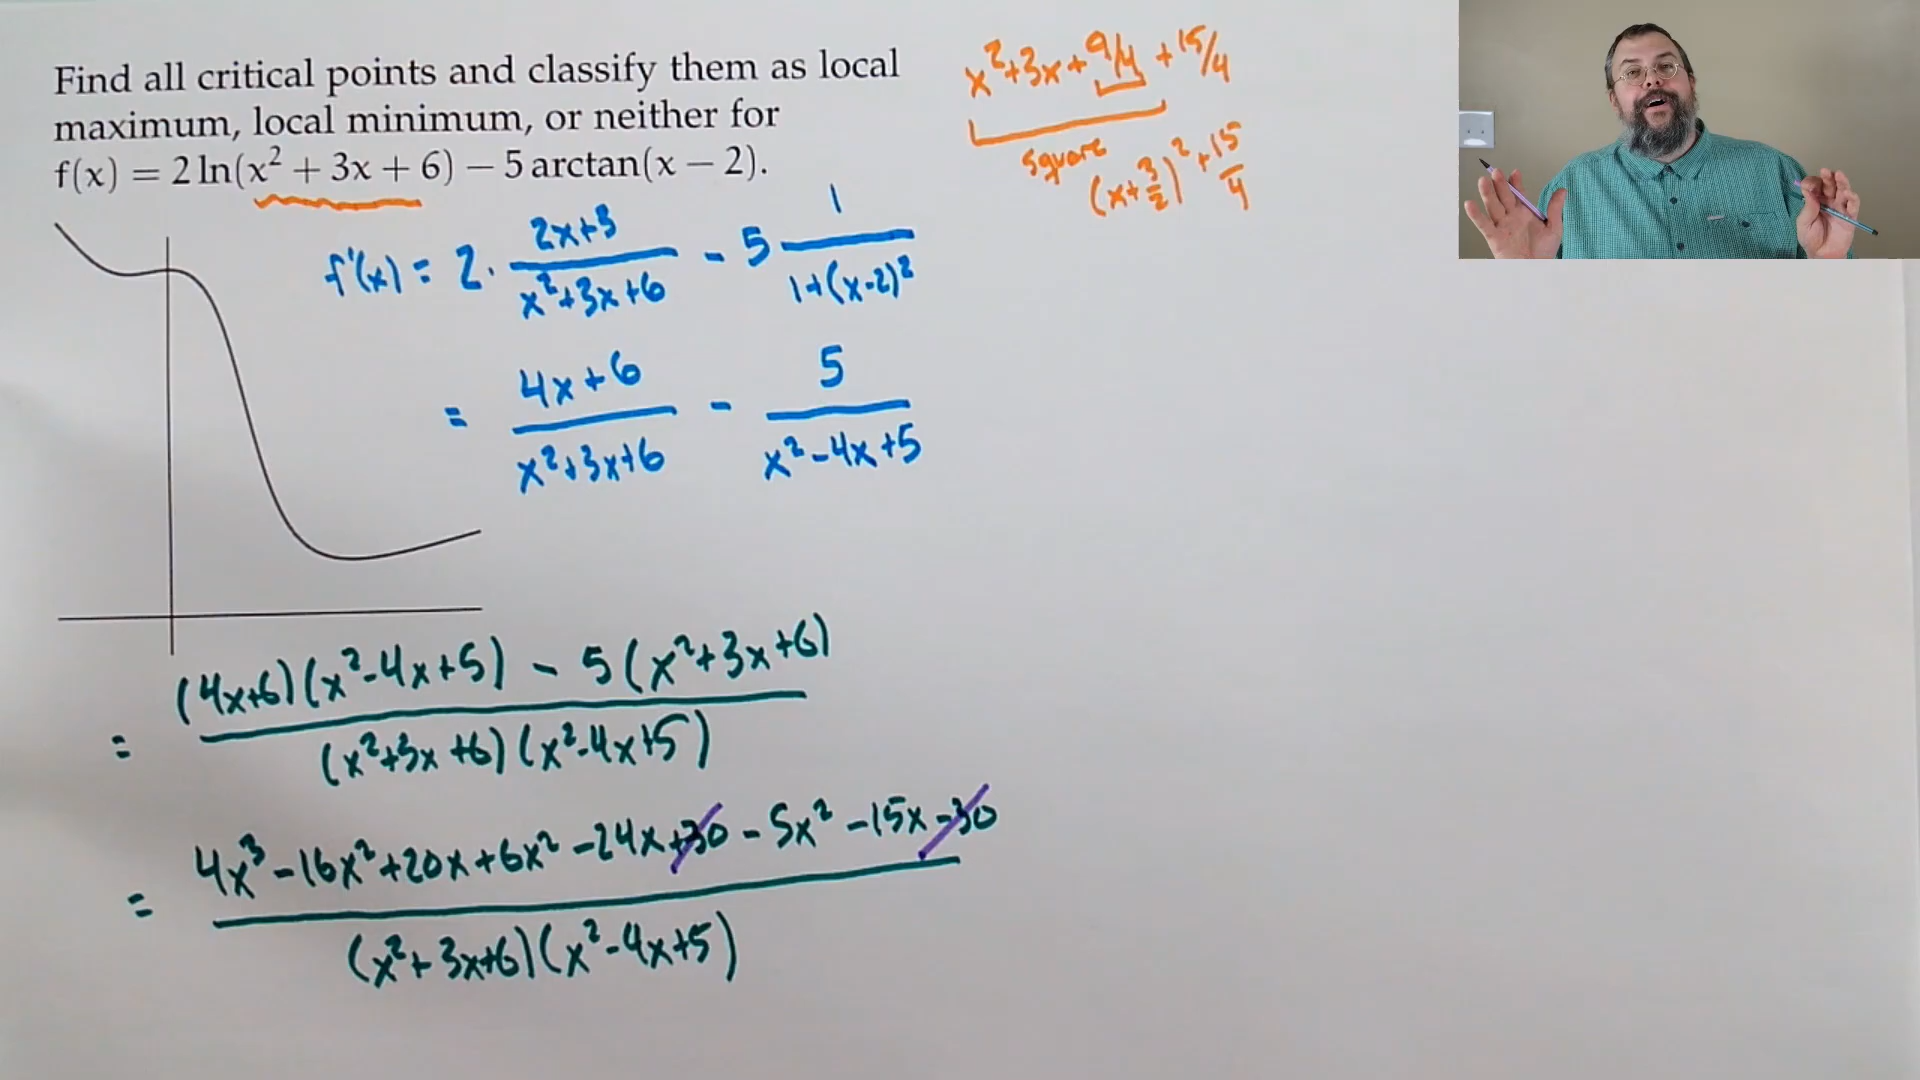 Find all critical points and classify them as local
maximum, local minimum, or neither for
f(x) = 2 ln(x² + 3x + 6) − 5 arctan(x − 2).
x²+3x+9/4 +15/4
square
(x+3/2)²+15/4
f'(x) = 2·(2x+3)/(x²+3x+6) - 5 1/(1+(x-2)²)
= (4x+6)/(x²+3x+6) - 5/(x²-4x+5)
= ((4x+6)(x²-4x+5) - 5(x²+3x+6))/((x²+3x+6)(x²-4x+5))
= (4x³-16x²+20x+6x²-24x+30-5x²-15x-30)/((x²+3x+6)(x²-4x+5))